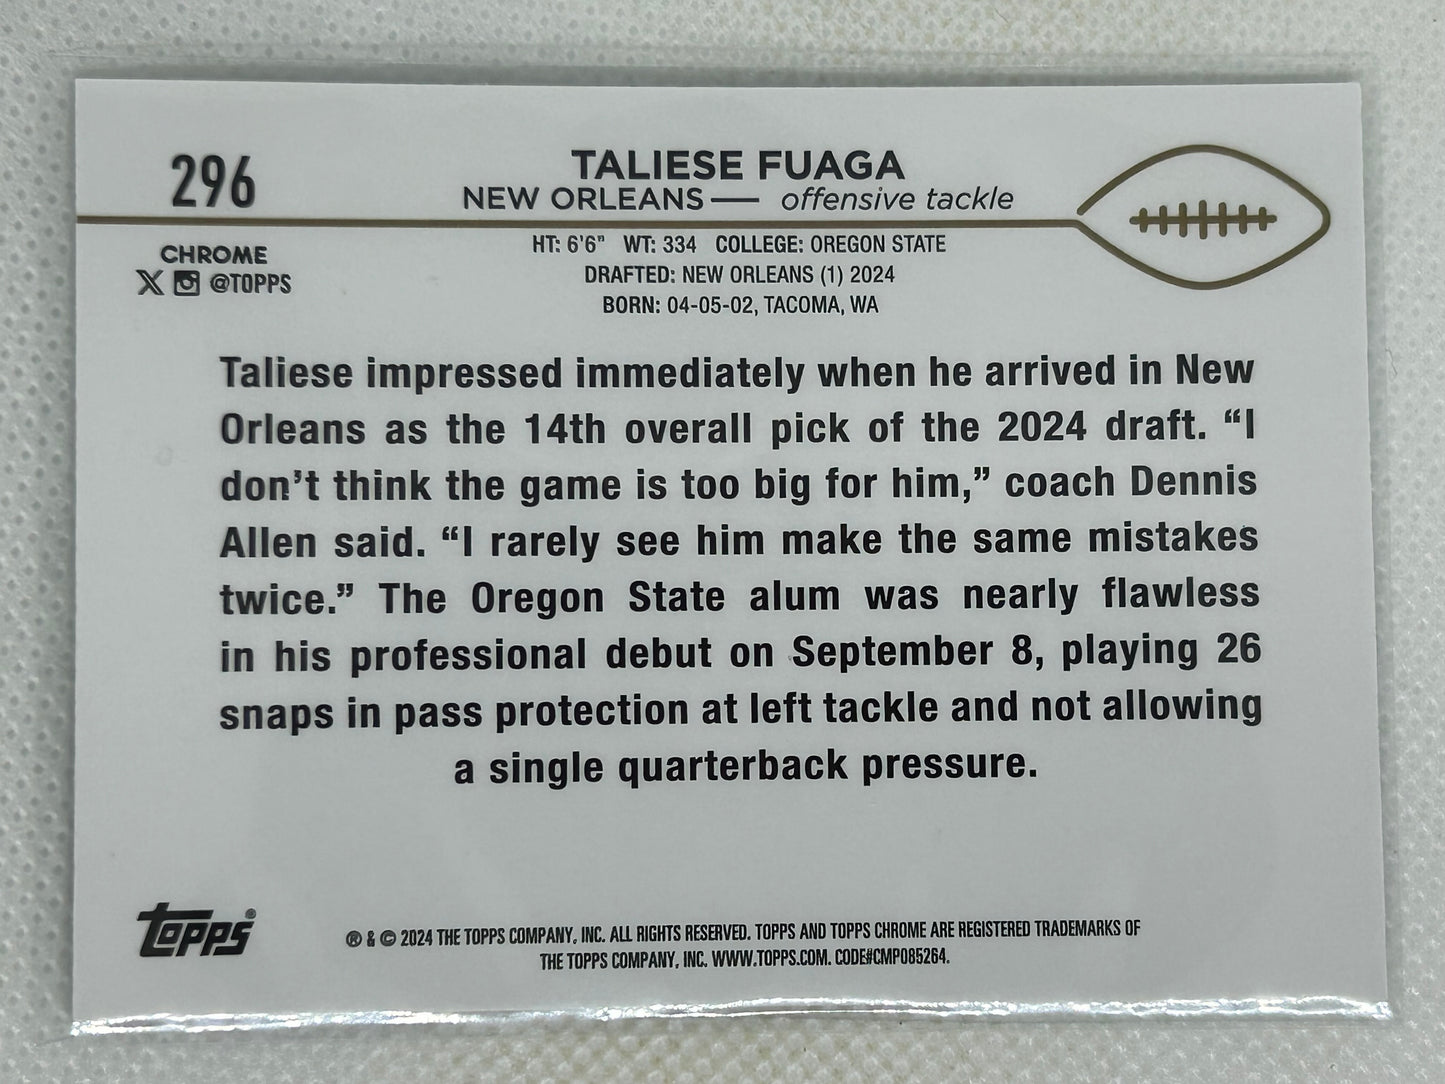 296
TALIESE FUAGA
NEW ORLEANS — offensive tackle
CHROME
X @TOPPS
HT: 6'6" WT: 334 COLLEGE: OREGON STATE
DRAFTED: NEW ORLEANS (1) 2024
BORN: 04-05-02, TACOMA, WA
Taliese impressed immediately when he arrived in New
Orleans as the 14th overall pick of the 2024 draft. “I
don’t think the game is too big for him,” coach Dennis
Allen said. “I rarely see him make the same mistakes
twice.” The Oregon State alum was nearly flawless
in his professional debut on September 8, playing 26
snaps in pass protection at left tackle and not allowing
a single quarterback pressure.
Topps®
® & © 2024 THE TOPPS COMPANY, INC. ALL RIGHTS RESERVED. TOPPS AND TOPPS CHROME ARE REGISTERED TRADEMARKS OF
THE TOPPS COMPANY, INC. WWW.TOPPS.COM. CODE#CMP085264.